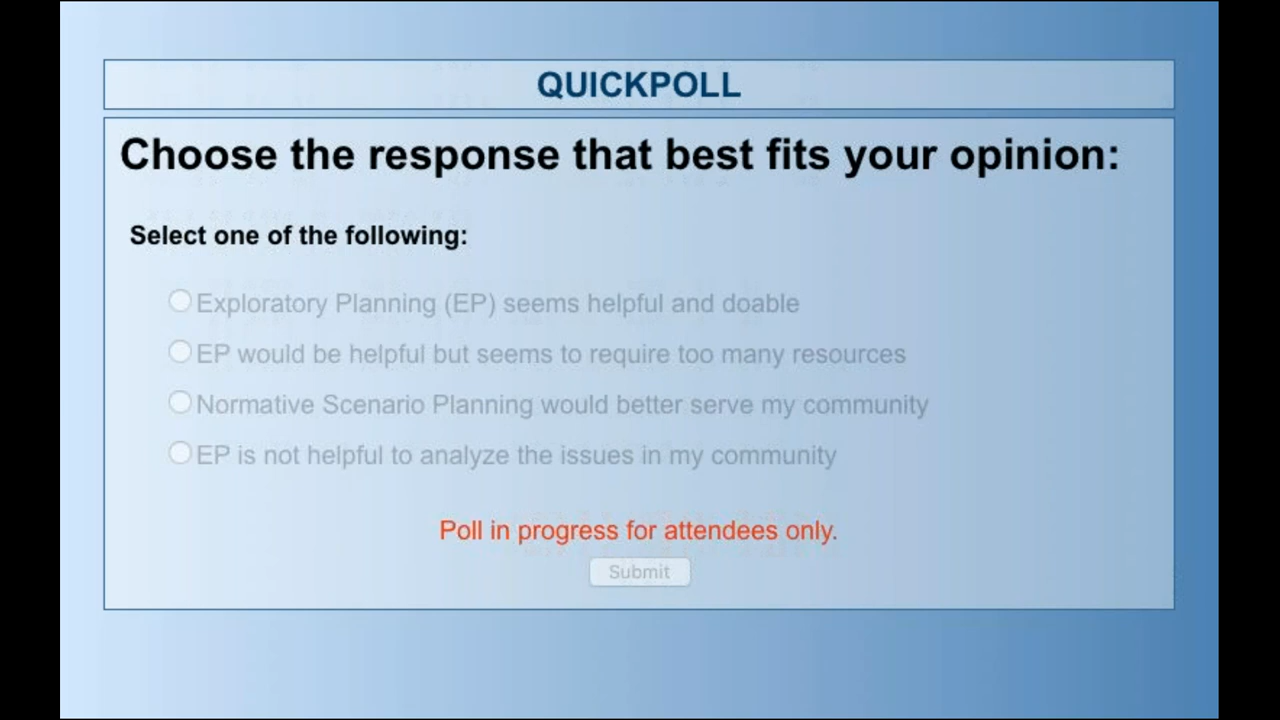 QUICKPOLL
Choose the response that best fits your opinion:
Select one of the following:
Exploratory Planning (EP) seems helpful and doable
EP would be helpful but seems to require too many resources
Normative Scenario Planning would better serve my community
EP is not helpful to analyze the issues in my community
Poll in progress for attendees only.
Submit